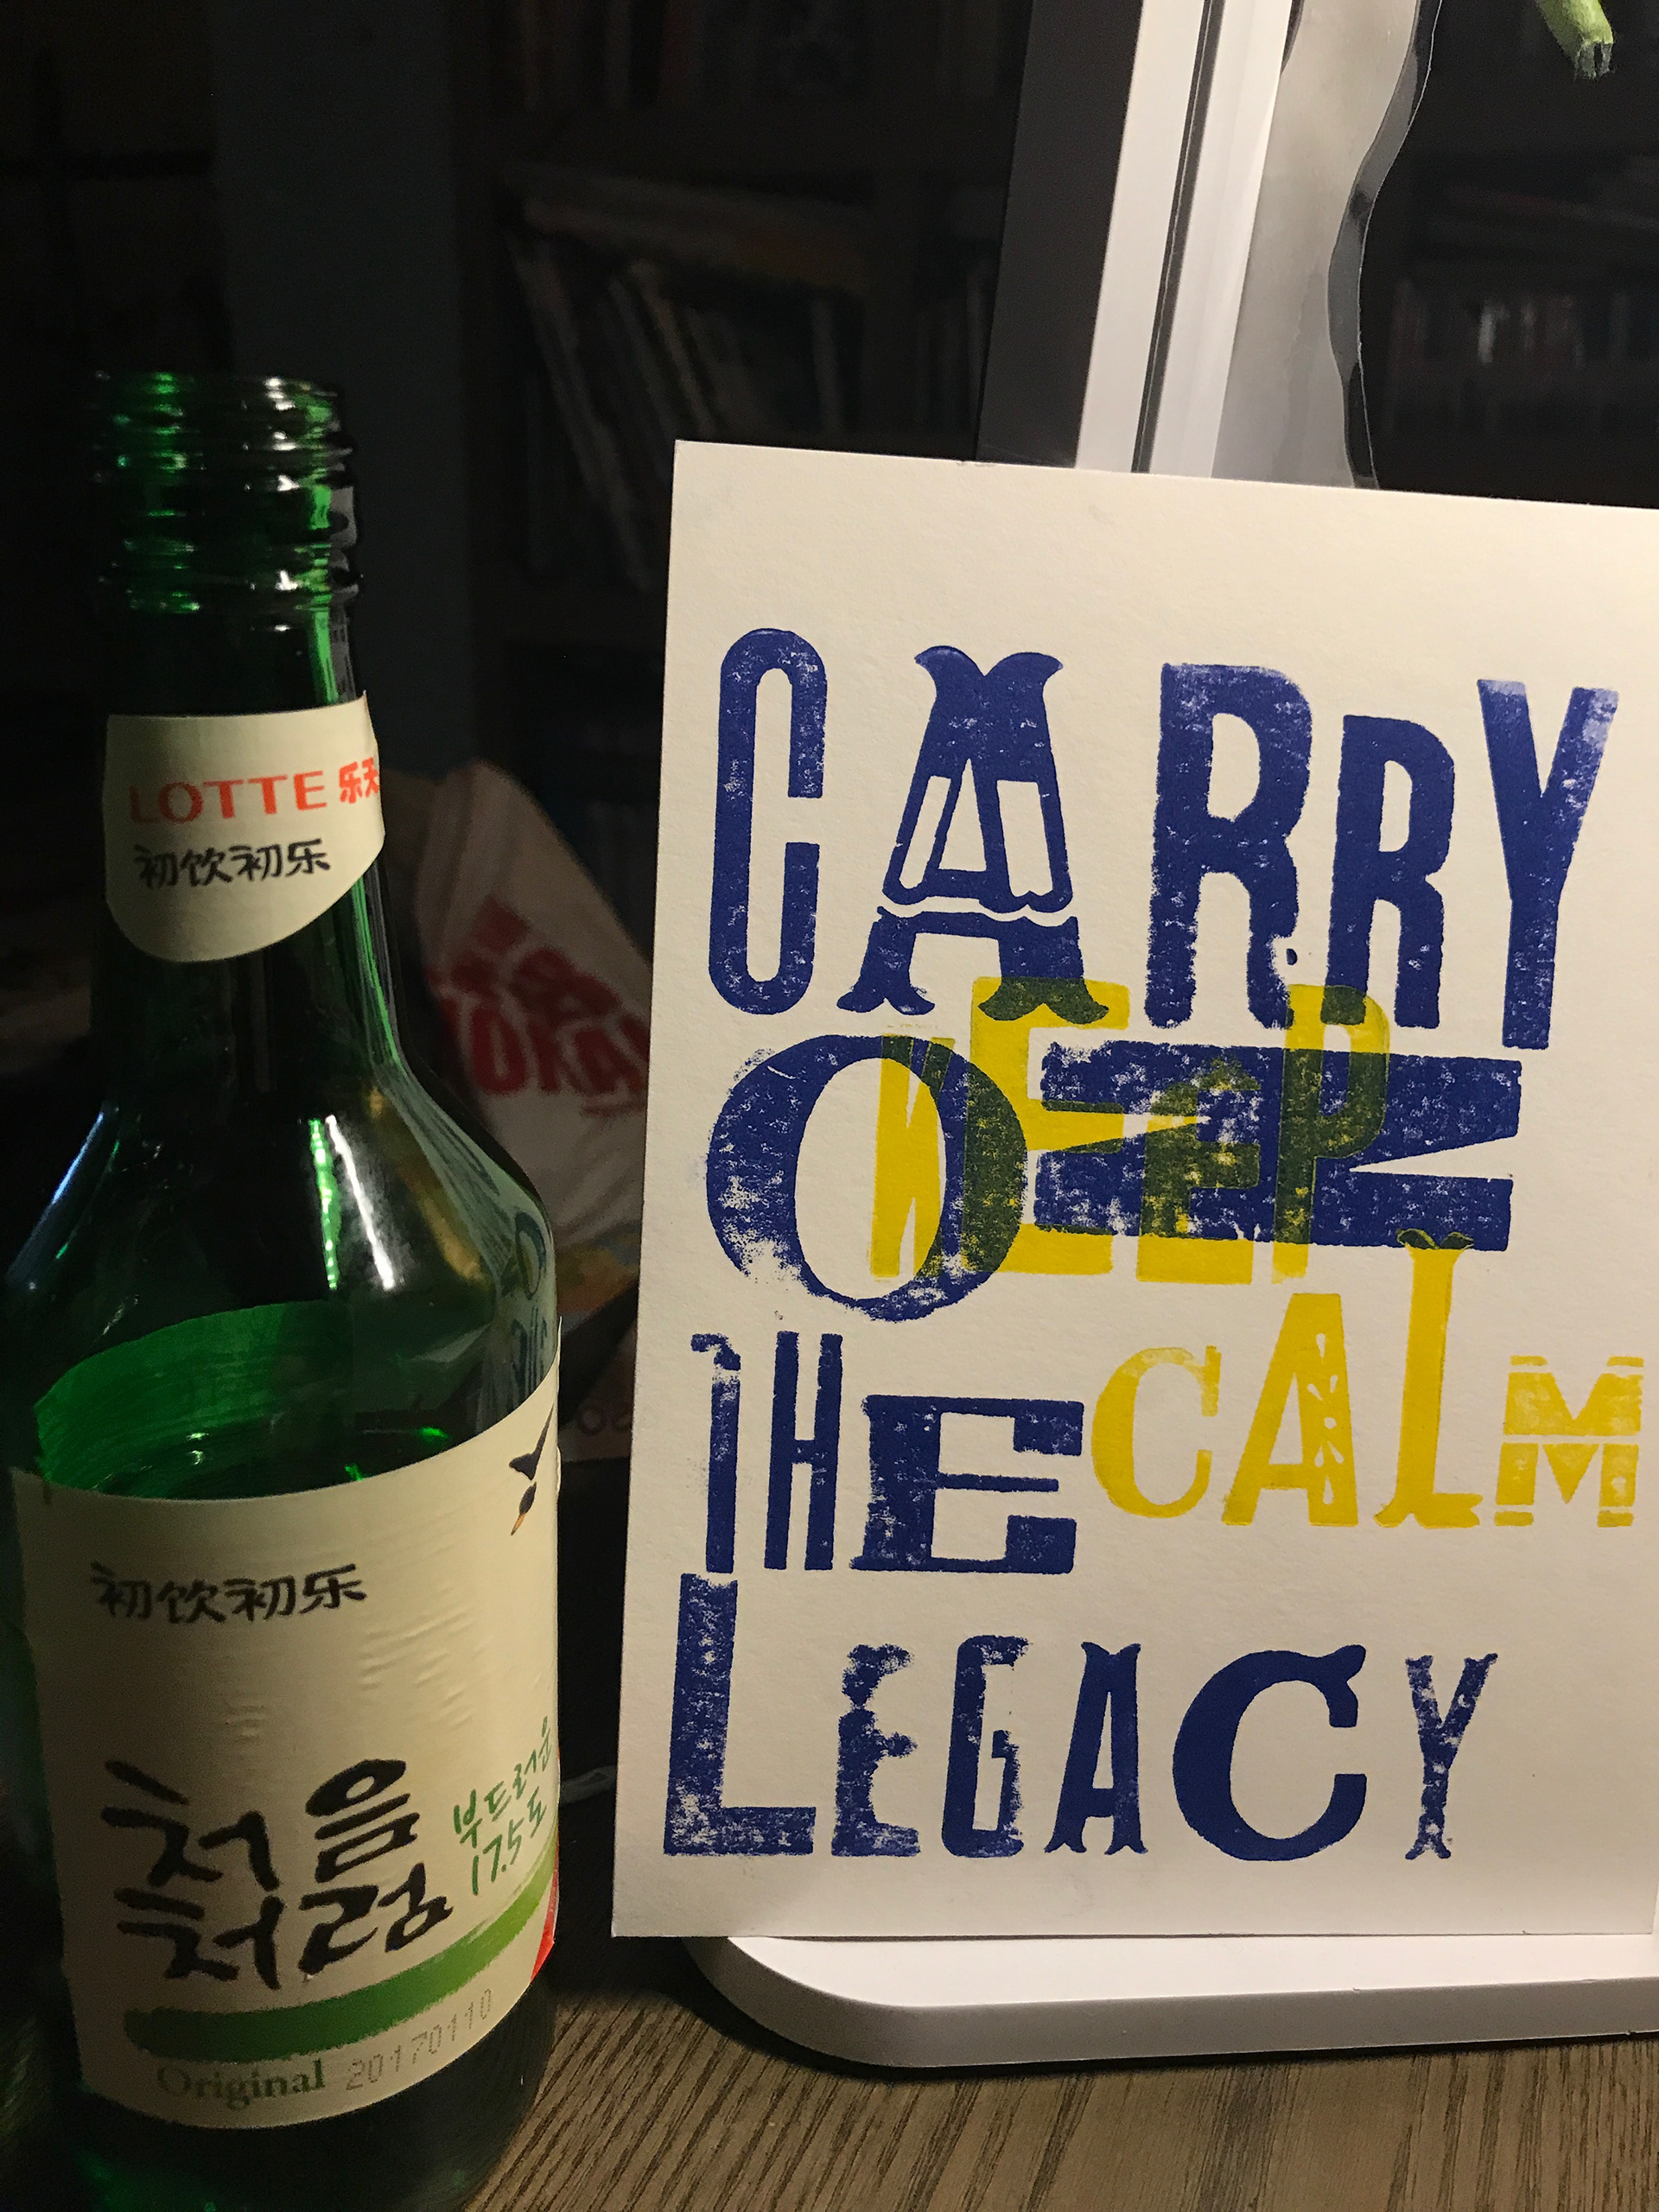 LOTTE 乐天
初饮初乐
初饮初乐
처음
처럼
부드러운
17.5도
Original 20170110
CARRY
ON
THE
LEGACY
KEEP
CALM